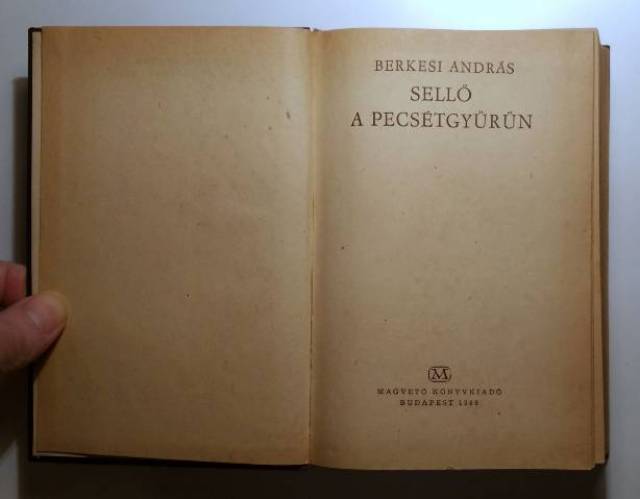 BERKESI ANDRÁS
SELLŐ
A PECSÉTGYŰRŰN
M
MAGVETŐ KÖNYVKIADÓ
BUDAPEST